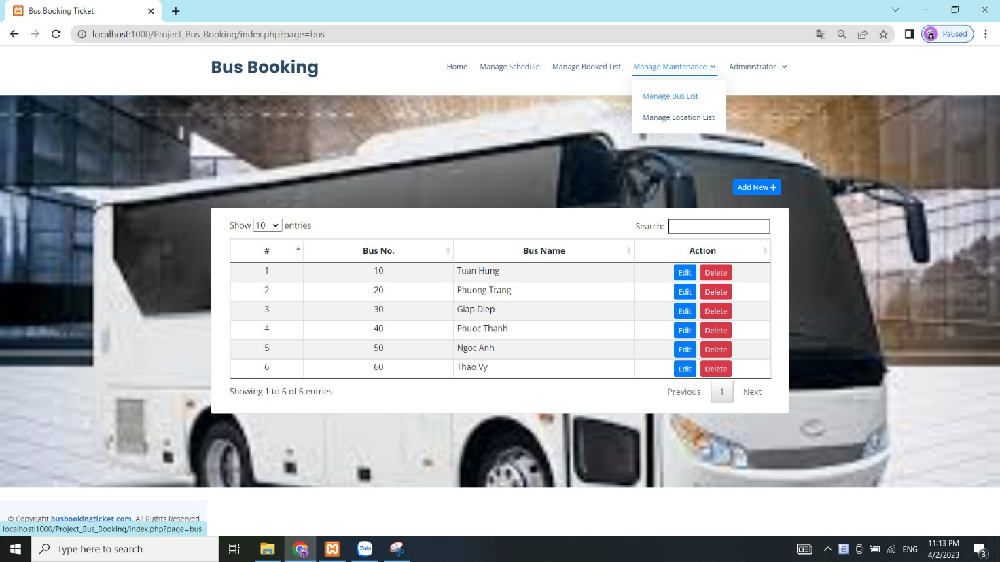 Bus Booking Ticket
localhost:1000/Project_Bus_Booking/index.php?page=bus
Paused
Bus Booking
Home Manage Schedule Manage Booked List Manage Maintenance Administrator
Manage Bus List
Manage Location List
Add New +
Show 10 entries Search:
# Bus No. Bus Name Action
1 10 Tuan Hung Edit Delete
2 20 Phuong Trang Edit Delete
3 30 Giap Diep Edit Delete
4 40 Phuoc Thanh Edit Delete
5 50 Ngoc Anh Edit Delete
6 60 Thao Vy Edit Delete
Showing 1 to 6 of 6 entries Previous 1 Next
© Copyright busbookingticket.com. All Rights Reserved
localhost:1000/Project_Bus_Booking/index.php?page=bus
Type here to search Zalo ENG 11:13 PM
4/2/2023 3